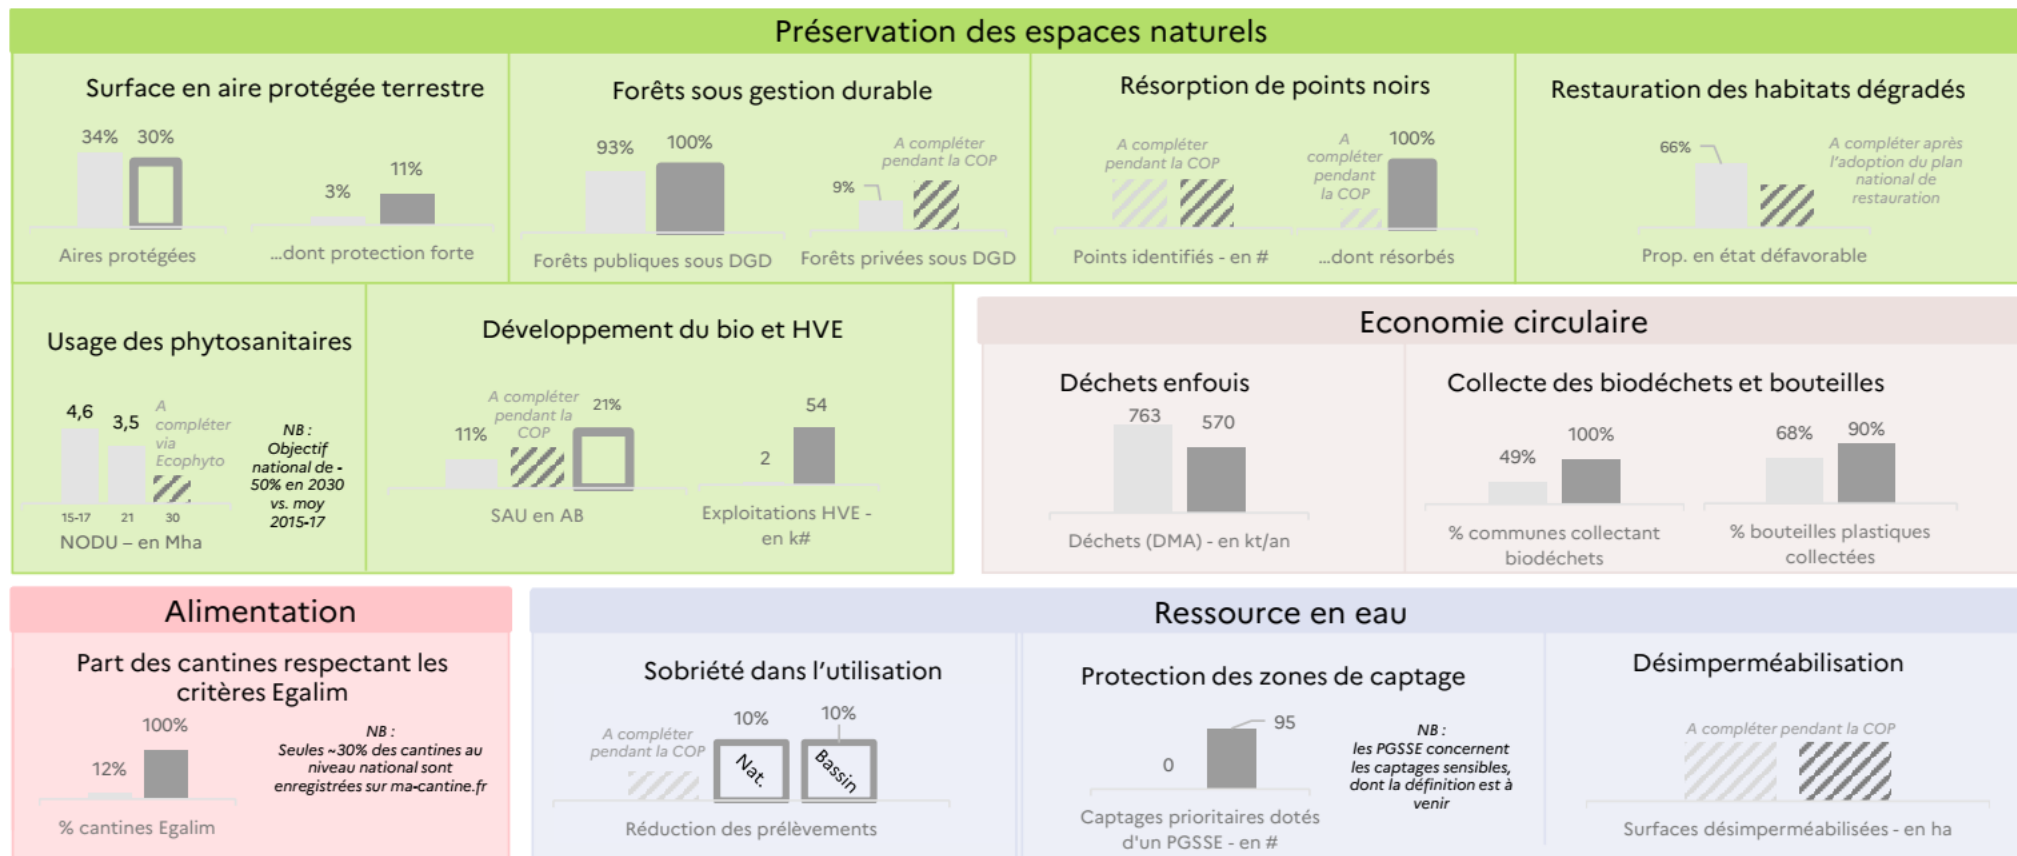 Préservation des espaces naturels
Surface en aire protégée terrestre
34% 30%
3%
11%
Aires protégées
...dont protection forte
Forêts sous gestion durable
93%
100%
9%
A compléter
pendant la COP
Forêts publiques sous DGD
Forêts privées sous DGD
Résorption de points noirs
A compléter
pendant la COP
A
compléter
pendant
la COP
100%
Points identifiés - en #
...dont résorbés
Restauration des habitats dégradés
66%
A compléter après
l'adoption du plan
national de
restauration
Prop. en état défavorable
Usage des phytosanitaires
4,6
3,5
A
compléter
via
Ecophyto
15-17
21
30
NODU – en Mha
NB :
Objectif
national de -
50% en 2030
vs. moy
2015-17
Développement du bio et HVE
11%
A compléter
pendant la
COP
21%
SAU en AB
2
54
Exploitations HVE -
en k#
Economie circulaire
Déchets enfouis
763
570
Déchets (DMA) - en kt/an
Collecte des biodéchets et bouteilles
49%
100%
% communes collectant
biodéchets
68%
90%
% bouteilles plastiques
collectées
Alimentation
Part des cantines respectant les
critères Egalim
12%
100%
% cantines Egalim
NB :
Seules ~30% des cantines au
niveau national sont
enregistrées sur ma-cantine.fr
Ressource en eau
Sobriété dans l'utilisation
A compléter
pendant la COP
10%
10%
Nat.
Bassin
Réduction des prélèvements
Protection des zones de captage
0
95
Captages prioritaires dotés
d'un PGSSE - en #
NB :
les PGSSE concernent
les captages sensibles,
dont la définition est à
venir
Désimperméabilisation
A compléter pendant la COP
Surfaces désimperméabilisées - en ha